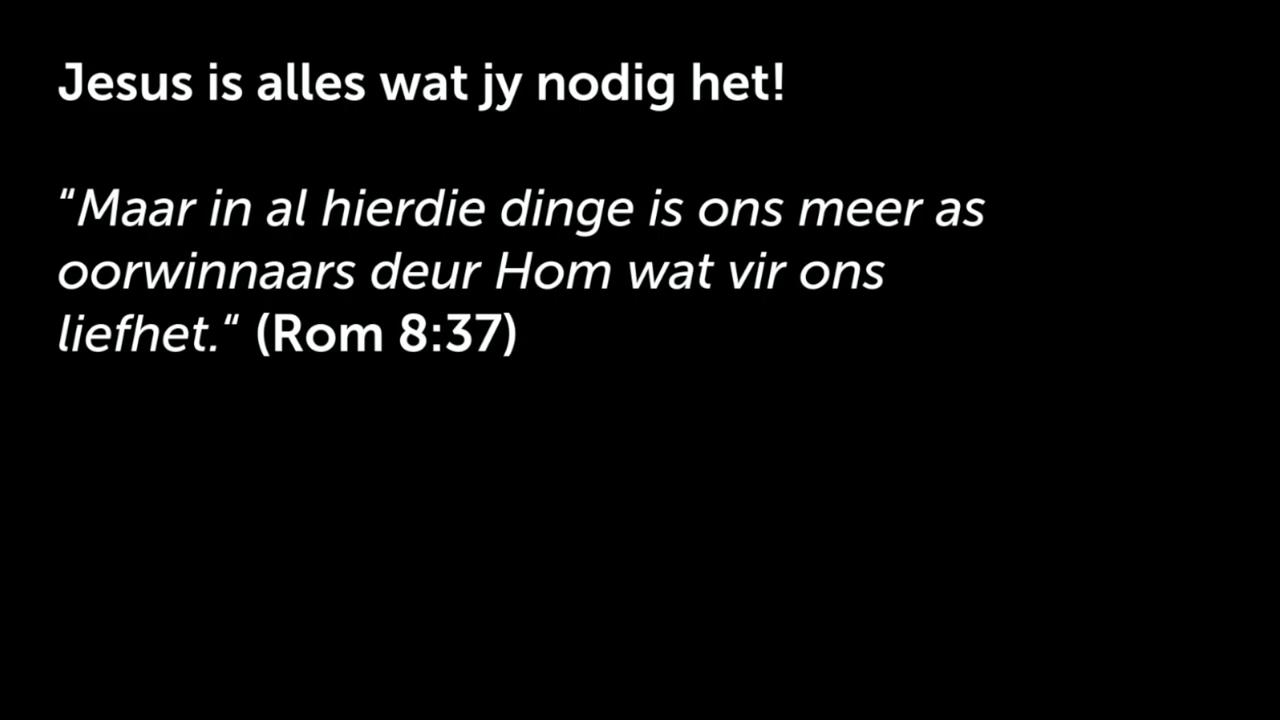 Jesus is alles wat jy nodig het!
“Maar in al hierdie dinge is ons meer as
oorwinnaars deur Hom wat vir ons
liefhet.“ (Rom 8:37)